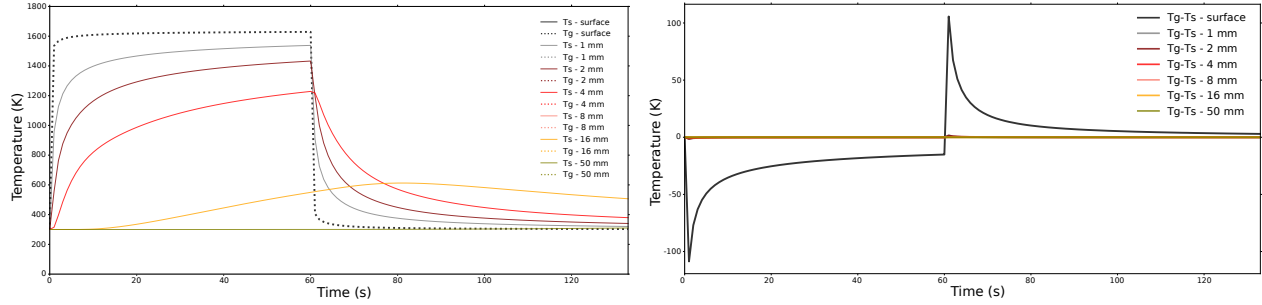 1800
1600
1400
1200
1000
800
600
400
200
0
0
20
40
60
80
100
120
Temperature (K)
Time (s)
Ts - surface
Tg - surface
Ts - 1 mm
Tg - 1 mm
Ts - 2 mm
Tg - 2 mm
Ts - 4 mm
Tg - 4 mm
Ts - 8 mm
Tg - 8 mm
Ts - 16 mm
Tg - 16 mm
Ts - 50 mm
Tg - 50 mm
100
50
0
-50
-100
0
20
40
60
80
100
120
Temperature (K)
Time (s)
Tg-Ts - surface
Tg-Ts - 1 mm
Tg-Ts - 2 mm
Tg-Ts - 4 mm
Tg-Ts - 8 mm
Tg-Ts - 16 mm
Tg-Ts - 50 mm